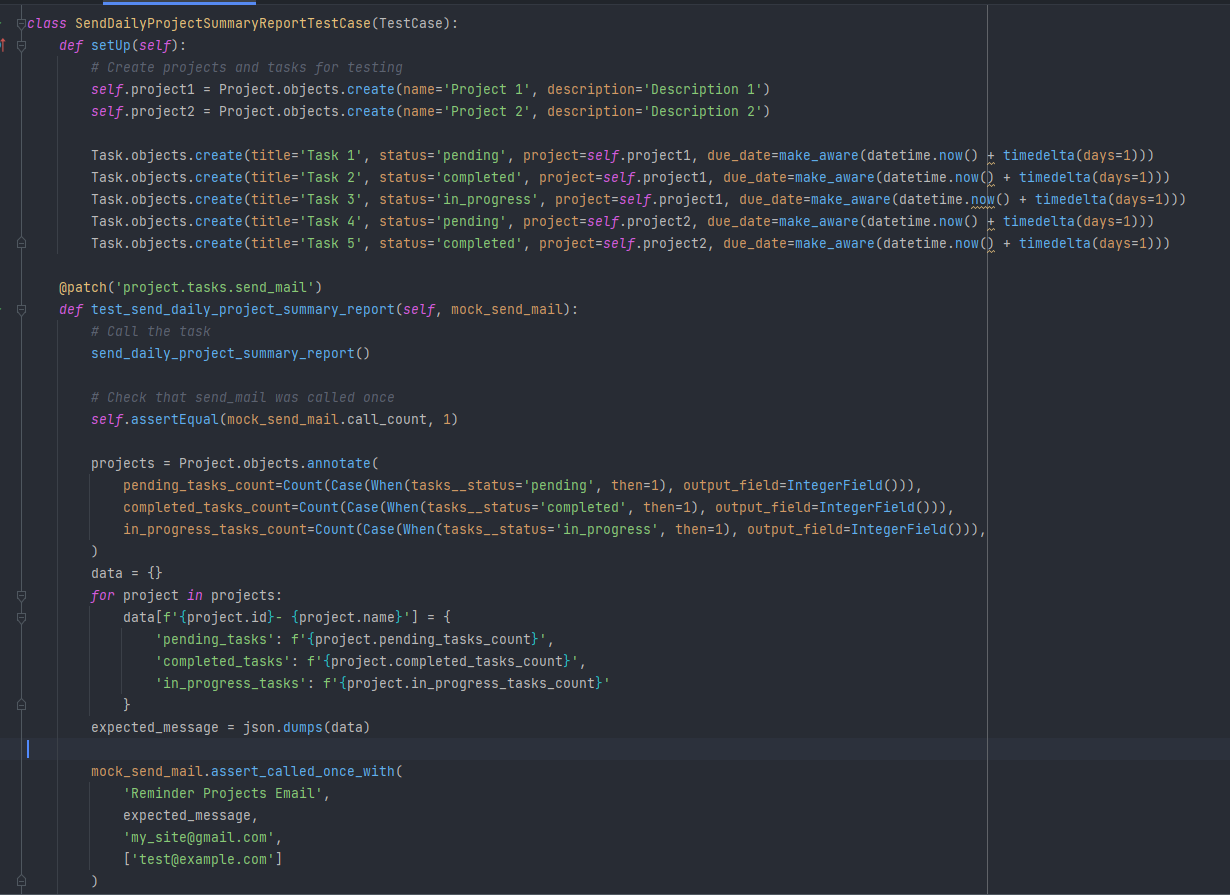 class SendDailyProjectSummaryReportTestCase(TestCase):
    def setUp(self):
        # Create projects and tasks for testing
        self.project1 = Project.objects.create(name='Project 1', description='Description 1')
        self.project2 = Project.objects.create(name='Project 2', description='Description 2')

        Task.objects.create(title='Task 1', status='pending', project=self.project1, due_date=make_aware(datetime.now() + timedelta(days=1)))
        Task.objects.create(title='Task 2', status='completed', project=self.project1, due_date=make_aware(datetime.now() + timedelta(days=1)))
        Task.objects.create(title='Task 3', status='in_progress', project=self.project1, due_date=make_aware(datetime.now() + timedelta(days=1)))
        Task.objects.create(title='Task 4', status='pending', project=self.project2, due_date=make_aware(datetime.now() + timedelta(days=1)))
        Task.objects.create(title='Task 5', status='completed', project=self.project2, due_date=make_aware(datetime.now() + timedelta(days=1)))

    @patch('project.tasks.send_mail')
    def test_send_daily_project_summary_report(self, mock_send_mail):
        # Call the task
        send_daily_project_summary_report()

        # Check that send_mail was called once
        self.assertEqual(mock_send_mail.call_count, 1)

        projects = Project.objects.annotate(
            pending_tasks_count=Count(Case(When(tasks__status='pending', then=1), output_field=IntegerField())),
            completed_tasks_count=Count(Case(When(tasks__status='completed', then=1), output_field=IntegerField())),
            in_progress_tasks_count=Count(Case(When(tasks__status='in_progress', then=1), output_field=IntegerField())),
        )
        data = {}
        for project in projects:
            data[f'{project.id}- {project.name}'] = {
                'pending_tasks': f'{project.pending_tasks_count}',
                'completed_tasks': f'{project.completed_tasks_count}',
                'in_progress_tasks': f'{project.in_progress_tasks_count}'
            }
        expected_message = json.dumps(data)

        mock_send_mail.assert_called_once_with(
            'Reminder Projects Email',
            expected_message,
            'my_site@gmail.com',
            ['test@example.com']
        )